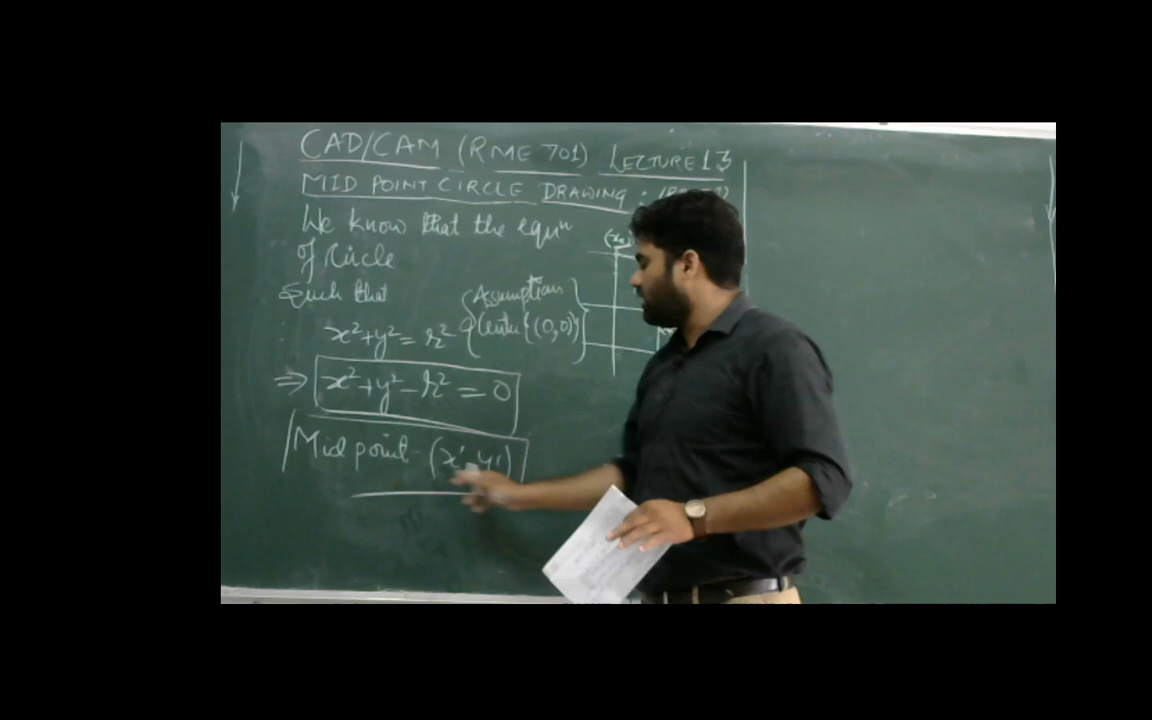 CAD/CAM (RME 701) LECTURE 13
MID POINT CIRCLE DRAWING :
We know that the equⁿ
of Circle
Such that
x²+y²= r² {Assumption
Centre {(0,0)}}
⇒ x²+y²-r² = 0
Mid point (x', y')